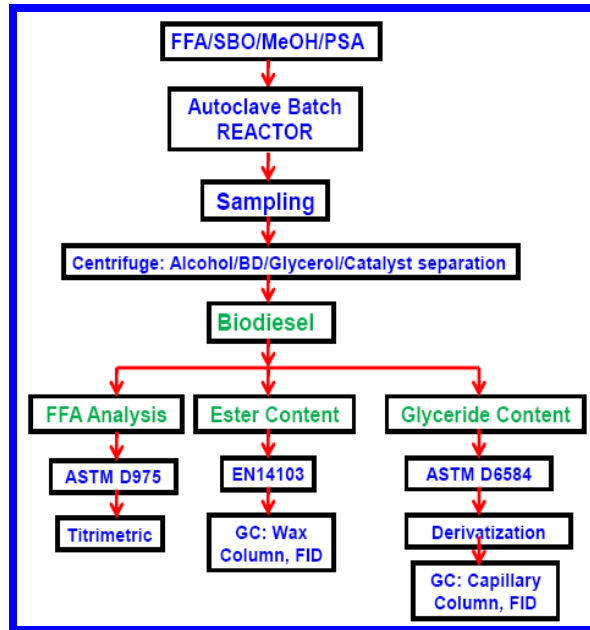 FFA/SBO/MeOH/PSA
Autoclave Batch
REACTOR
Sampling
Centrifuge: Alcohol/BD/Glycerol/Catalyst separation
Biodiesel
FFA Analysis
Ester Content
Glyceride Content
ASTM D975
EN14103
ASTM D6584
Titrimetric
GC: Wax
Column, FID
Derivatization
GC: Capillary
Column, FID